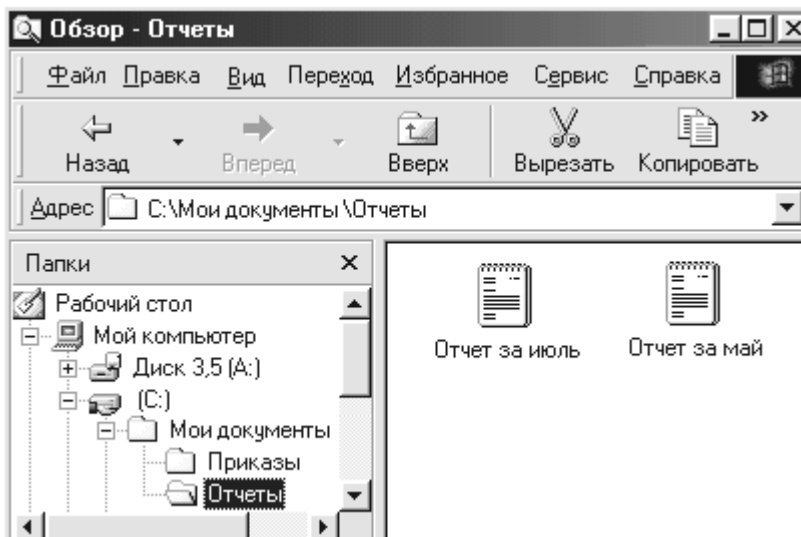 Обзор - Отчеты
Файл Правка Вид Переход Избранное Сервис Справка
Назад Вперед Вверх Вырезать Копировать »
Адрес C:\Мои документы\Отчеты
Папки
Рабочий стол
Мой компьютер
Диск 3,5 (A:)
(C:)
Мои документы
Приказы
Отчеты
Отчет за июль Отчет за май